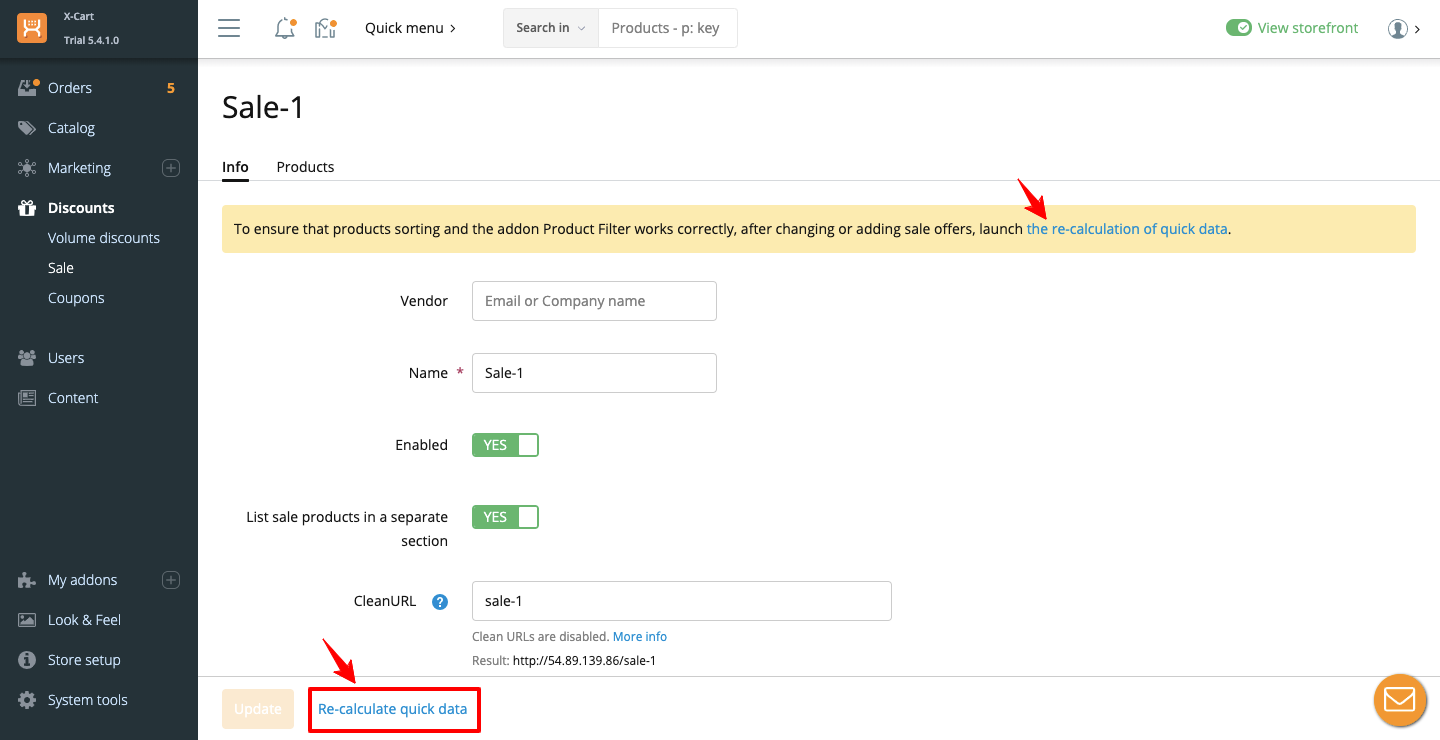 X-Cart
Trial 5.4.1.0
Quick menu
Search in
Products - p: key
View storefront
Orders
5
Catalog
Marketing
Discounts
Volume discounts
Sale
Coupons
Users
Content
My addons
Look & Feel
Store setup
System tools
Sale-1
Info
Products
To ensure that products sorting and the addon Product Filter works correctly, after changing or adding sale offers, launch the re-calculation of quick data.
Vendor
Email or Company name
Name *
Sale-1
Enabled
YES
List sale products in a separate
section
YES
CleanURL
?
sale-1
Clean URLs are disabled. More info
Result: http://54.89.139.86/sale-1
Update
Re-calculate quick data